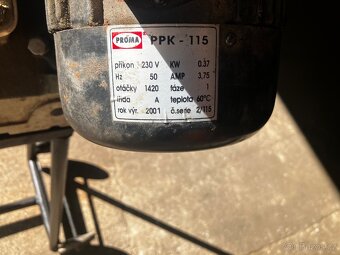 PROMA PPK - 115
příkon 230 V KW 0.37
Hz 50 AMP 3,75
otáčky 1420 fáze 1
třída A teplota 60°C
rok výr. 2001 č.serie 2/115